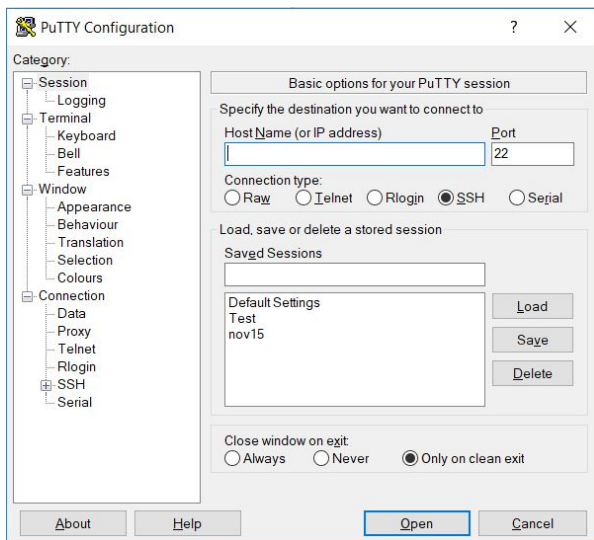 PuTTY Configuration
?
Category:
Session
Logging
Terminal
Keyboard
Bell
Features
Window
Appearance
Behaviour
Translation
Selection
Colours
Connection
Data
Proxy
Telnet
Rlogin
SSH
Serial
Basic options for your PuTTY session
Specify the destination you want to connect to
Host Name (or IP address) Port
22
Connection type:
Raw Telnet Rlogin SSH Serial
Load, save or delete a stored session
Saved Sessions
Default Settings
Test
nov15
Load
Save
Delete
Close window on exit:
Always Never Only on clean exit
About Help Open Cancel